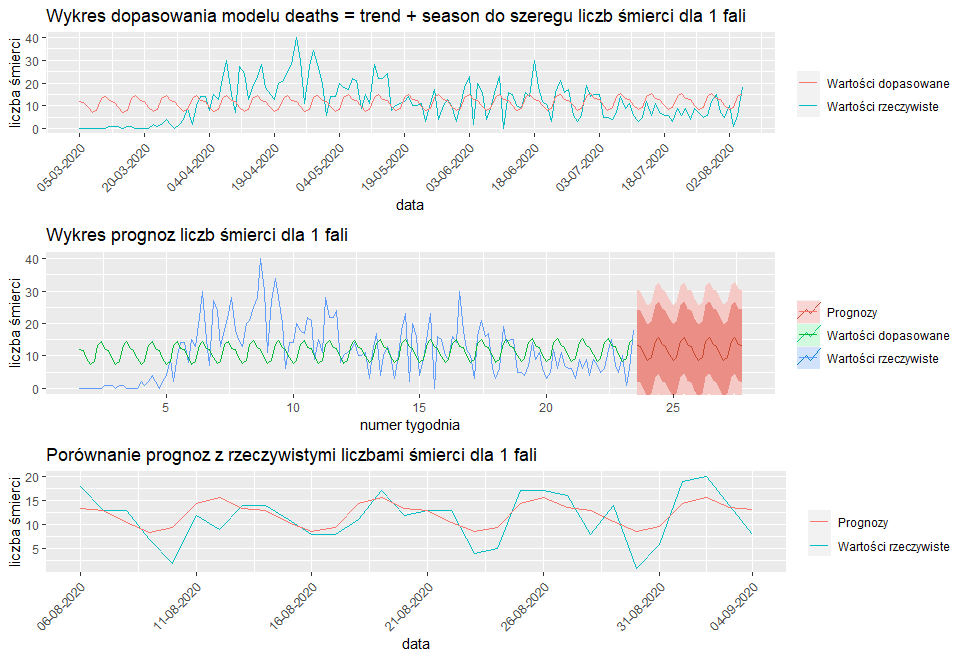 Wykres dopasowania modelu deaths = trend + season do szeregu liczb śmierci dla 1 fali
liczba śmierci
40
30
20
10
0
05-03-2020
20-03-2020
04-04-2020
19-04-2020
04-05-2020
19-05-2020
03-06-2020
18-06-2020
03-07-2020
18-07-2020
02-08-2020
data
Wartości dopasowane
Wartości rzeczywiste
Wykres prognoz liczb śmierci dla 1 fali
liczba śmierci
40
30
20
10
0
5
10
15
20
25
numer tygodnia
Prognozy
Wartości dopasowane
Wartości rzeczywiste
Porównanie prognoz z rzeczywistymi liczbami śmierci dla 1 fali
liczba śmierci
20
15
10
5
06-08-2020
11-08-2020
16-08-2020
21-08-2020
26-08-2020
31-08-2020
04-09-2020
data
Prognozy
Wartości rzeczywiste